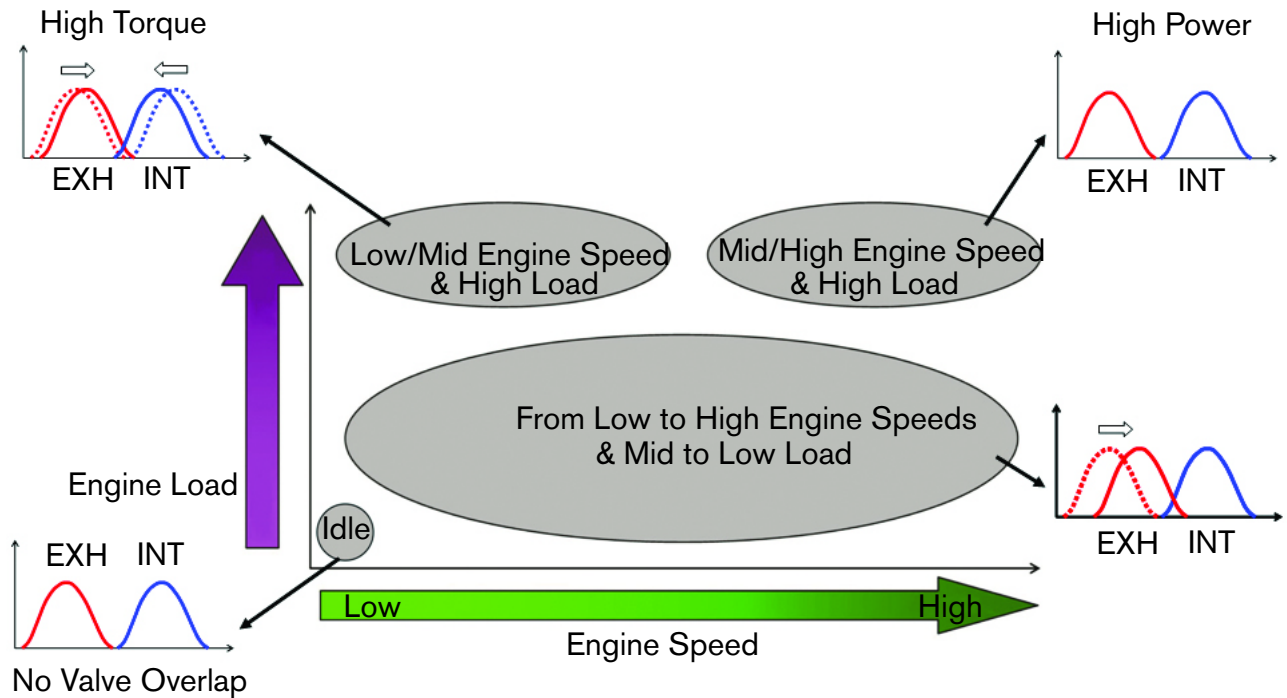 High Torque
High Power
EXH INT
EXH INT
Low/Mid Engine Speed
& High Load
Mid/High Engine Speed
& High Load
From Low to High Engine Speeds
& Mid to Low Load
Engine Load
Idle
EXH INT
EXH INT
Low
High
Engine Speed
No Valve Overlap